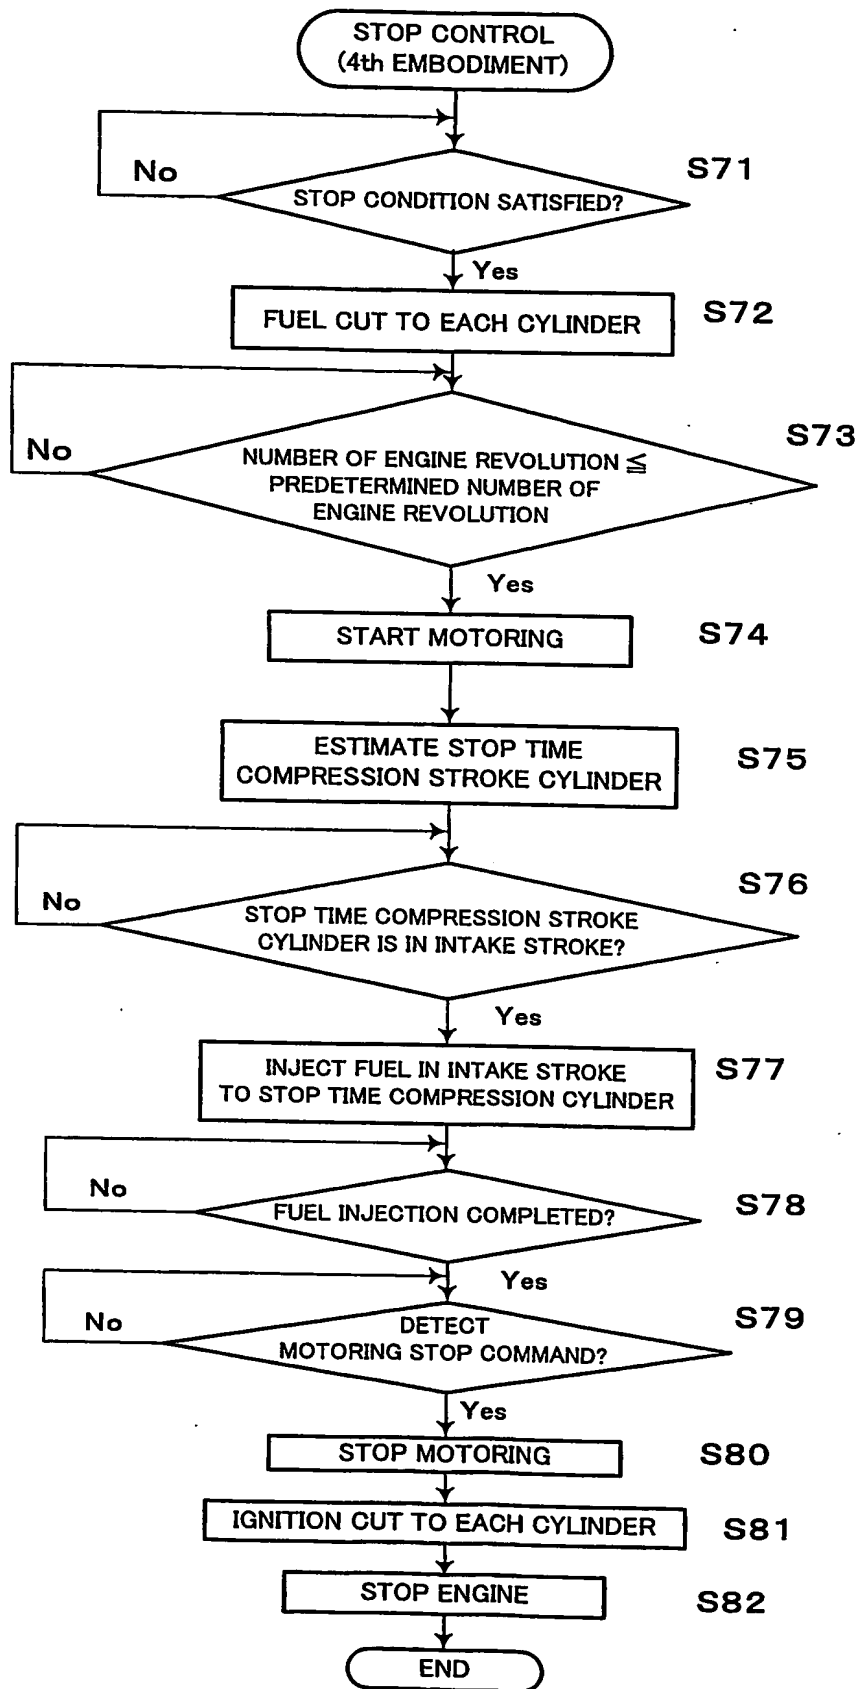 STOP CONTROL
(4th EMBODIMENT)
No
S71
STOP CONDITION SATISFIED?
Yes
FUEL CUT TO EACH CYLINDER
S72
No
S73
NUMBER OF ENGINE REVOLUTION ≦
PREDETERMINED NUMBER OF
ENGINE REVOLUTION
Yes
START MOTORING
S74
ESTIMATE STOP TIME
COMPRESSION STROKE CYLINDER
S75
No
S76
STOP TIME COMPRESSION STROKE
CYLINDER IS IN INTAKE STROKE?
Yes
INJECT FUEL IN INTAKE STROKE
TO STOP TIME COMPRESSION CYLINDER
S77
No
S78
FUEL INJECTION COMPLETED?
Yes
No
S79
DETECT
MOTORING STOP COMMAND?
Yes
STOP MOTORING
S80
IGNITION CUT TO EACH CYLINDER
S81
STOP ENGINE
S82
END